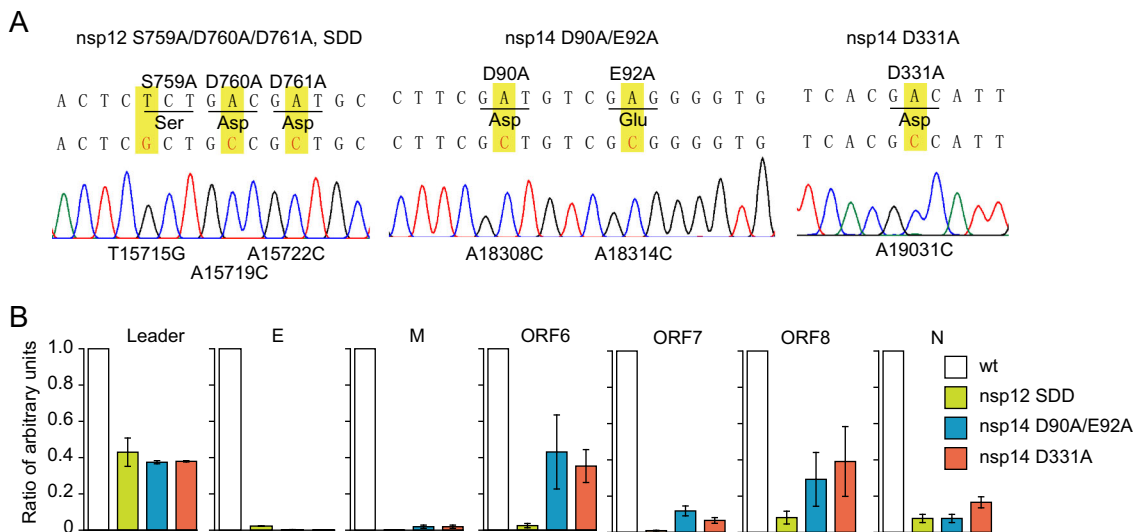 A
nsp12 S759A/D760A/D761A, SDD
nsp14 D90A/E92A
nsp14 D331A
S759A D760A D761A
D90A E92A
D331A
A C T C T C T G A C G A T G C
C T T C G A T G T C G A G G G G T G
T C A C G A C A T T
Ser Asp Asp
Asp Glu
Asp
A C T C G C T G C C G C T G C
C T T C G C T G T C G C G G G G T G
T C A C G C C A T T
T15715G A15722C
A15719C
A18308C A18314C
A19031C
B
Leader E M ORF6 ORF7 ORF8 N
Ratio of arbitrary units
1.0
0.8
0.6
0.4
0.2
0
wt
nsp12 SDD
nsp14 D90A/E92A
nsp14 D331A